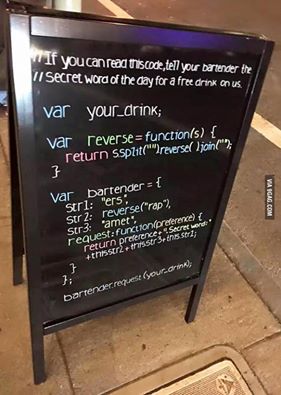 // If you can read this code, tell your bartender the
// Secret word of the day for a free drink on us.
var your_drink;
var reverse = function(s) {
return s.split("").reverse().join("");
}
var bartender = {
str1: "ers",
str2: reverse("rap"),
str3: "amet",
request: function(preference) {
return preference + ".Secret word:"
+ this.str2 + this.str3 + this.str1;
}
};
bartender.request(your_drink);
VIA 9GAG.COM